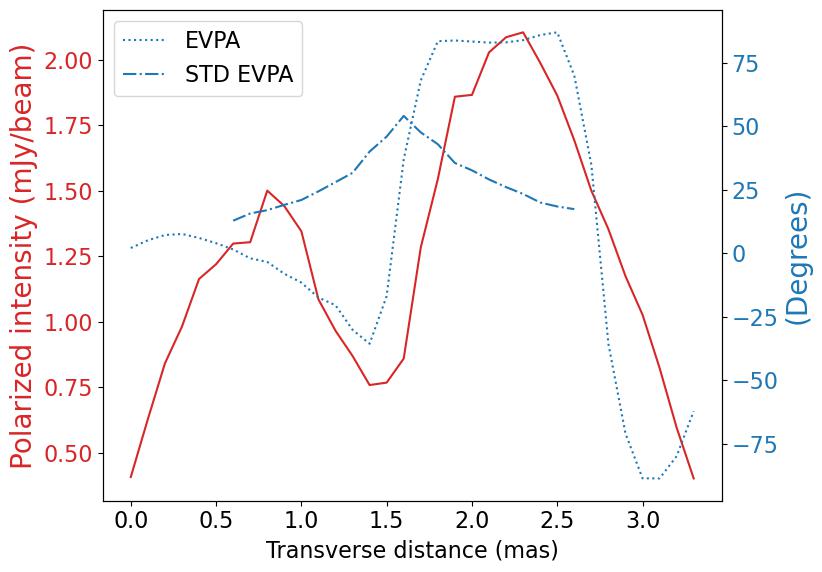 EVPA
STD EVPA
Polarized intensity (mJy/beam)
2.00
1.75
1.50
1.25
1.00
0.75
0.50
75
50
25
0
−25
−50
−75
(Degrees)
0.0 0.5 1.0 1.5 2.0 2.5 3.0
Transverse distance (mas)